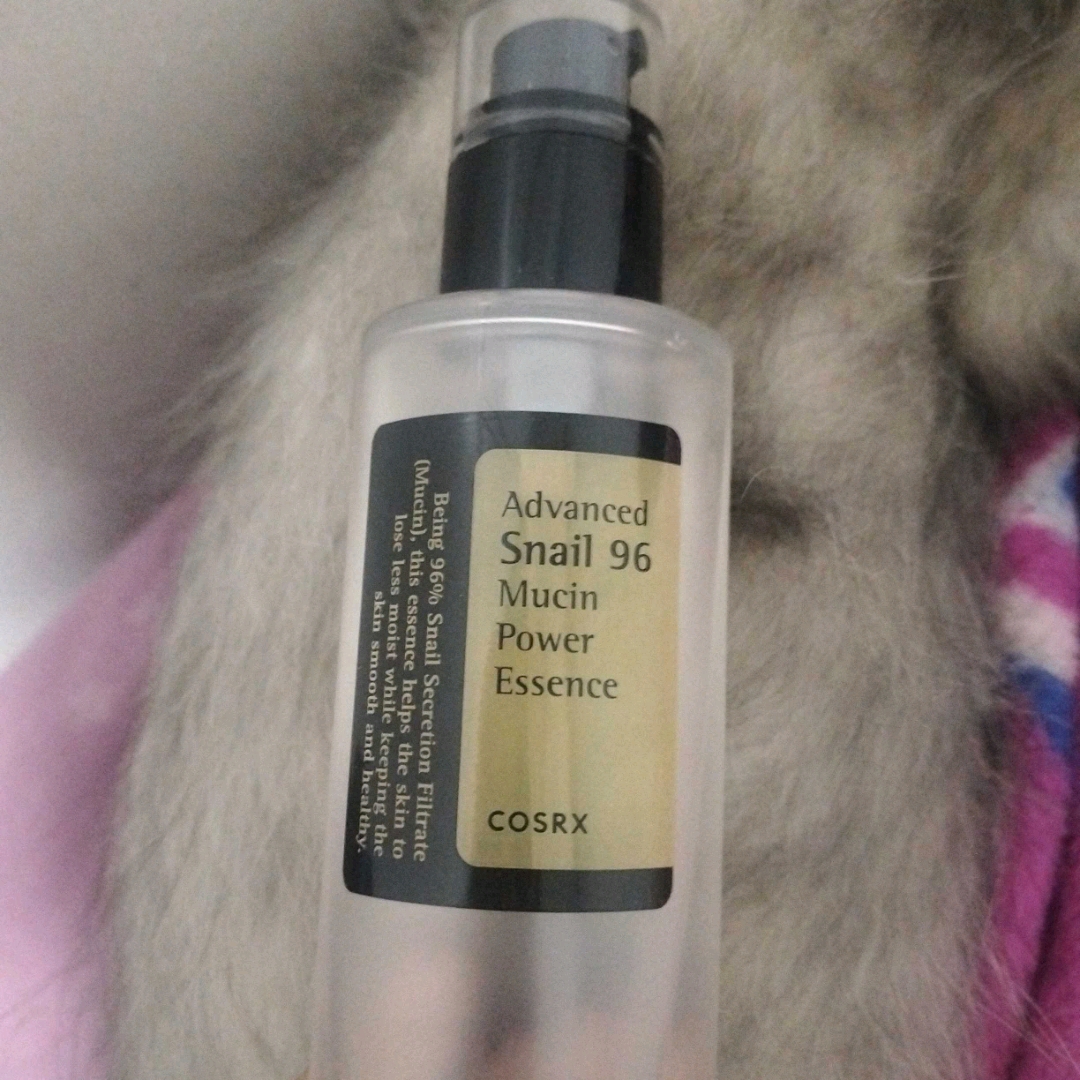 Advanced
Snail 96
Mucin
Power
Essence
COSRX
Being 96% Snail Secretion Filtrate
(Mucin), this essence helps the skin to
lose less moist while keeping the
skin smooth and healthy.